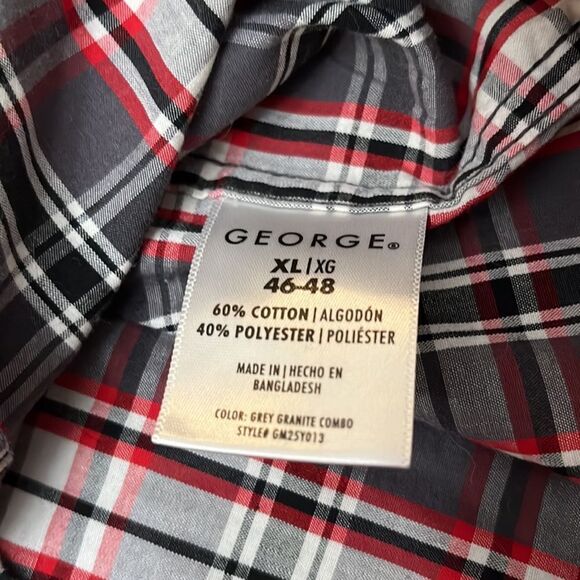 GEORGE®
XL|XG
46-48
60% COTTON|ALGODÓN
40% POLYESTER|POLIÉSTER
MADE IN|HECHO EN
BANGLADESH
COLOR: GREY GRANITE COMBO
STYLE# GM25Y013